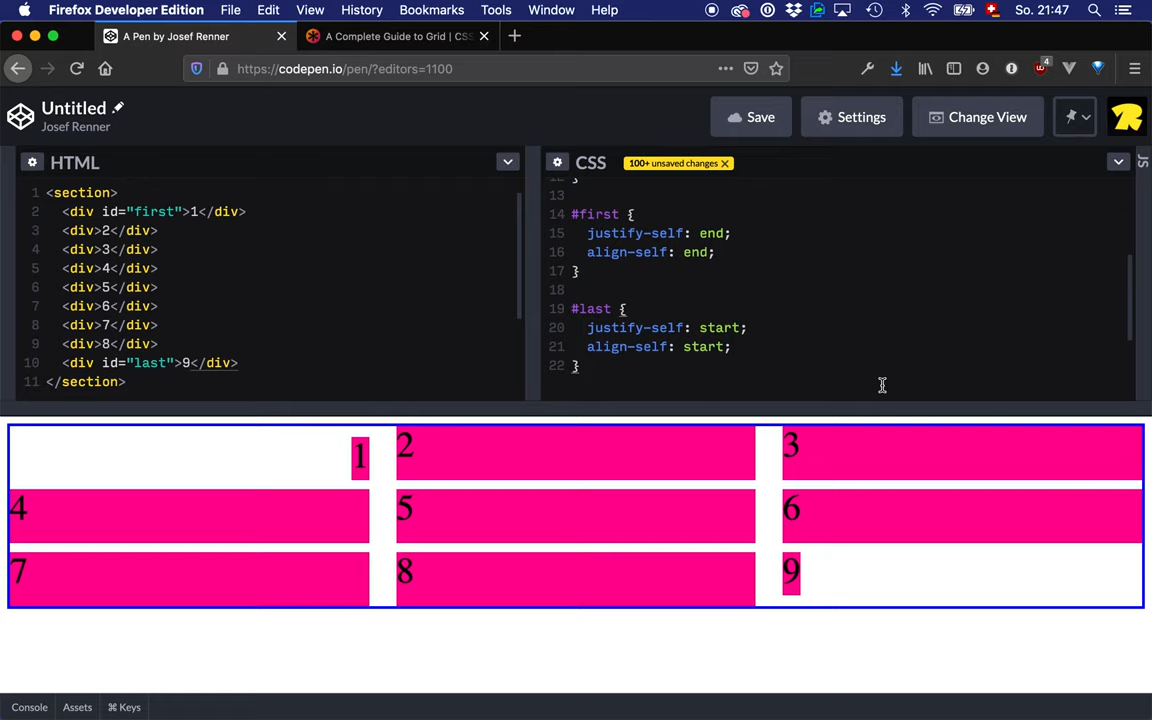 Firefox Developer Edition File Edit View History Bookmarks Tools Window Help So. 21:47
A Pen by Josef Renner A Complete Guide to Grid | CSS
https://codepen.io/pen/?editors=1100 4
Untitled
Josef Renner
Save Settings Change View
HTML
1 <section>
2 <div id="first">1</div>
3 <div>2</div>
4 <div>3</div>
5 <div>4</div>
6 <div>5</div>
7 <div>6</div>
8 <div>7</div>
9 <div>8</div>
10 <div id="last">9</div>
11 </section>
CSS 100+ unsaved changes X
JS
12 }
13
14 #first {
15 justify-self: end;
16 align-self: end;
17 }
18
19 #last {
20 justify-self: start;
21 align-self: start;
22 }
1 2 3
4 5 6
7 8 9
Console Assets ⌘ Keys